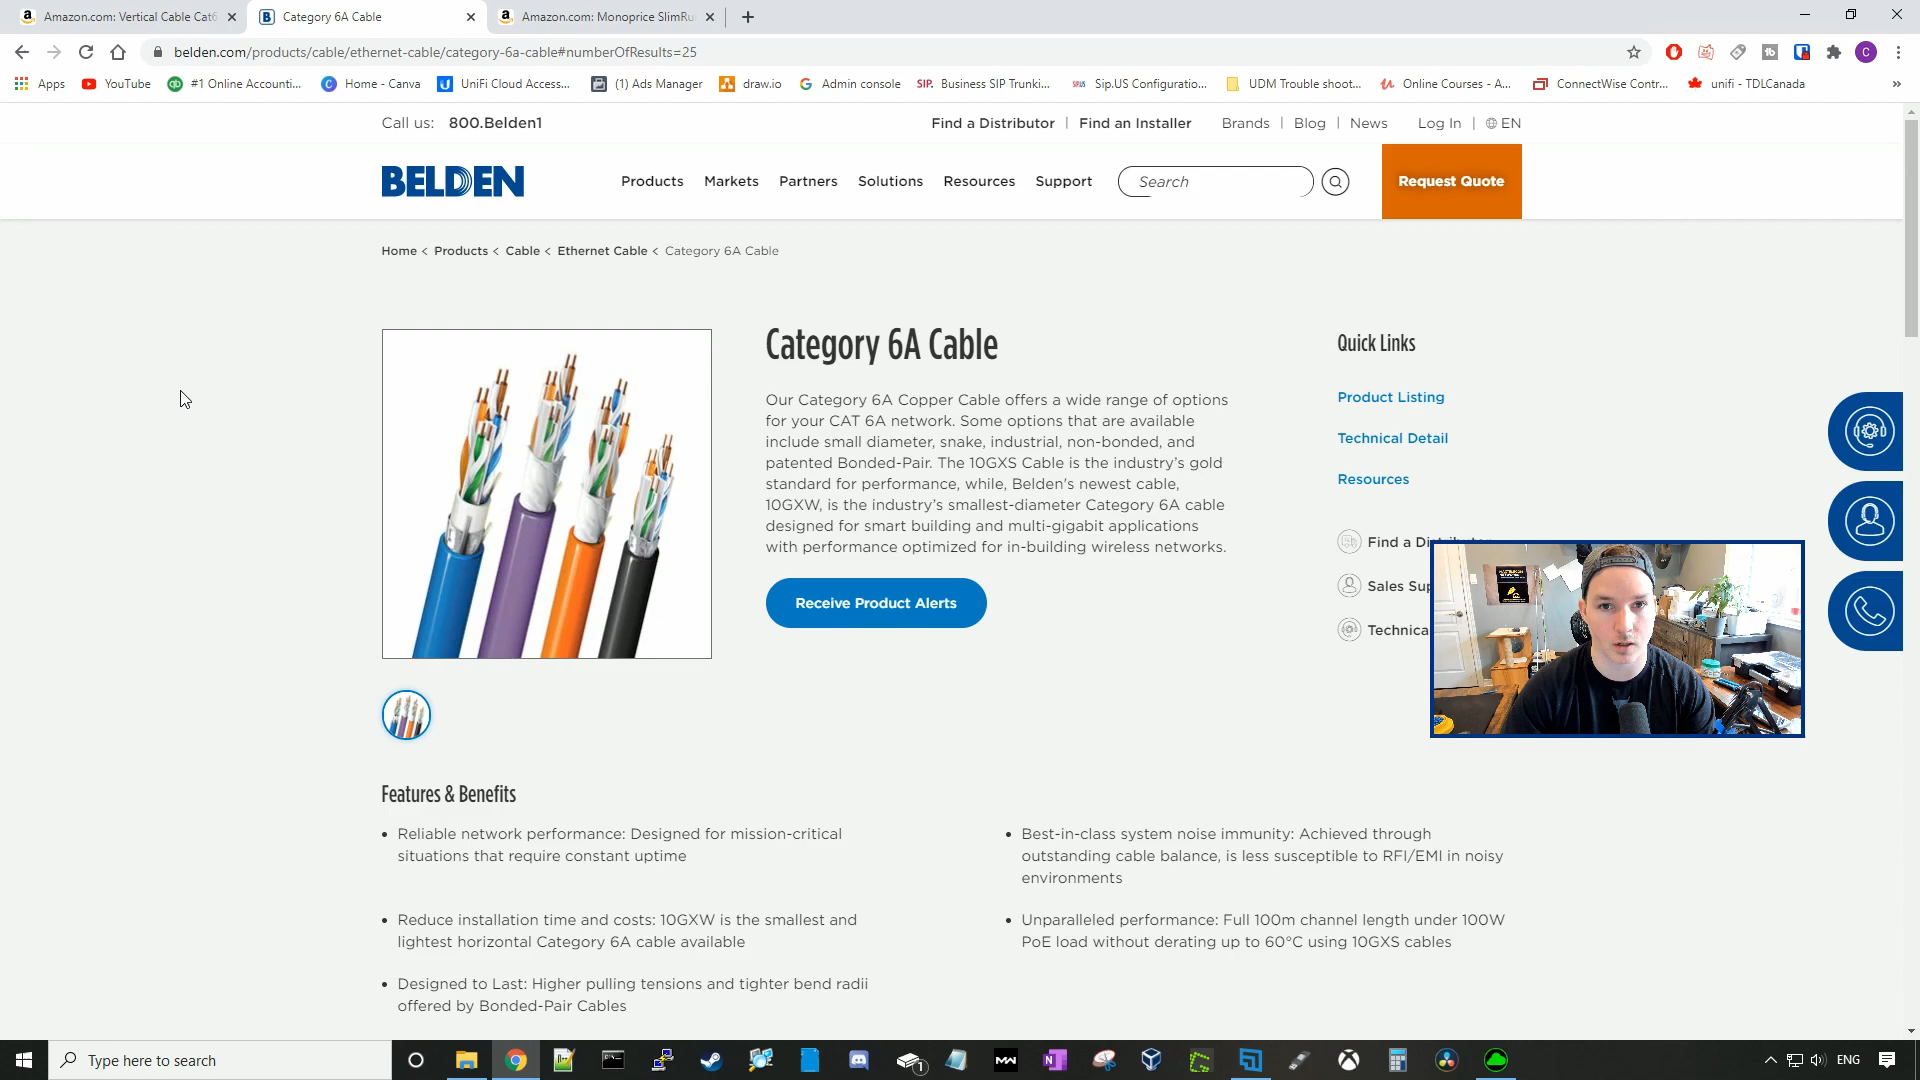 Amazon.com: Vertical Cable Cat6
Category 6A Cable
Amazon.com: Monoprice SlimRu
belden.com/products/cable/ethernet-cable/category-6a-cable#numberOfResults=25
Apps
YouTube
#1 Online Accounti...
Home - Canva
UniFi Cloud Access...
(1) Ads Manager
draw.io
Admin console
SIP. Business SIP Trunki...
Sip.US Configuratio...
UDM Trouble shoot...
Online Courses - A...
ConnectWise Contr...
unifi - TDLCanada
»
Call us: 800.Belden1
Find a Distributor | Find an Installer Brands | Blog | News Log In | EN
BELDEN
Products Markets Partners Solutions Resources Support
Search
Request Quote
Home < Products < Cable < Ethernet Cable < Category 6A Cable
Category 6A Cable
Our Category 6A Copper Cable offers a wide range of options
for your CAT 6A network. Some options that are available
include small diameter, snake, industrial, non-bonded, and
patented Bonded-Pair. The 10GXS Cable is the industry's gold
standard for performance, while, Belden's newest cable,
10GXW, is the industry's smallest-diameter Category 6A cable
designed for smart building and multi-gigabit applications
with performance optimized for in-building wireless networks.
Receive Product Alerts
Quick Links
Product Listing
Technical Detail
Resources
Find a Distributor
Sales Sup
Technica
Features & Benefits
• Reliable network performance: Designed for mission-critical
situations that require constant uptime
• Reduce installation time and costs: 10GXW is the smallest and
lightest horizontal Category 6A cable available
• Designed to Last: Higher pulling tensions and tighter bend radii
offered by Bonded-Pair Cables
• Best-in-class system noise immunity: Achieved through
outstanding cable balance, is less susceptible to RFI/EMI in noisy
environments
• Unparalleled performance: Full 100m channel length under 100W
PoE load without derating up to 60°C using 10GXS cables
Type here to search
ENG